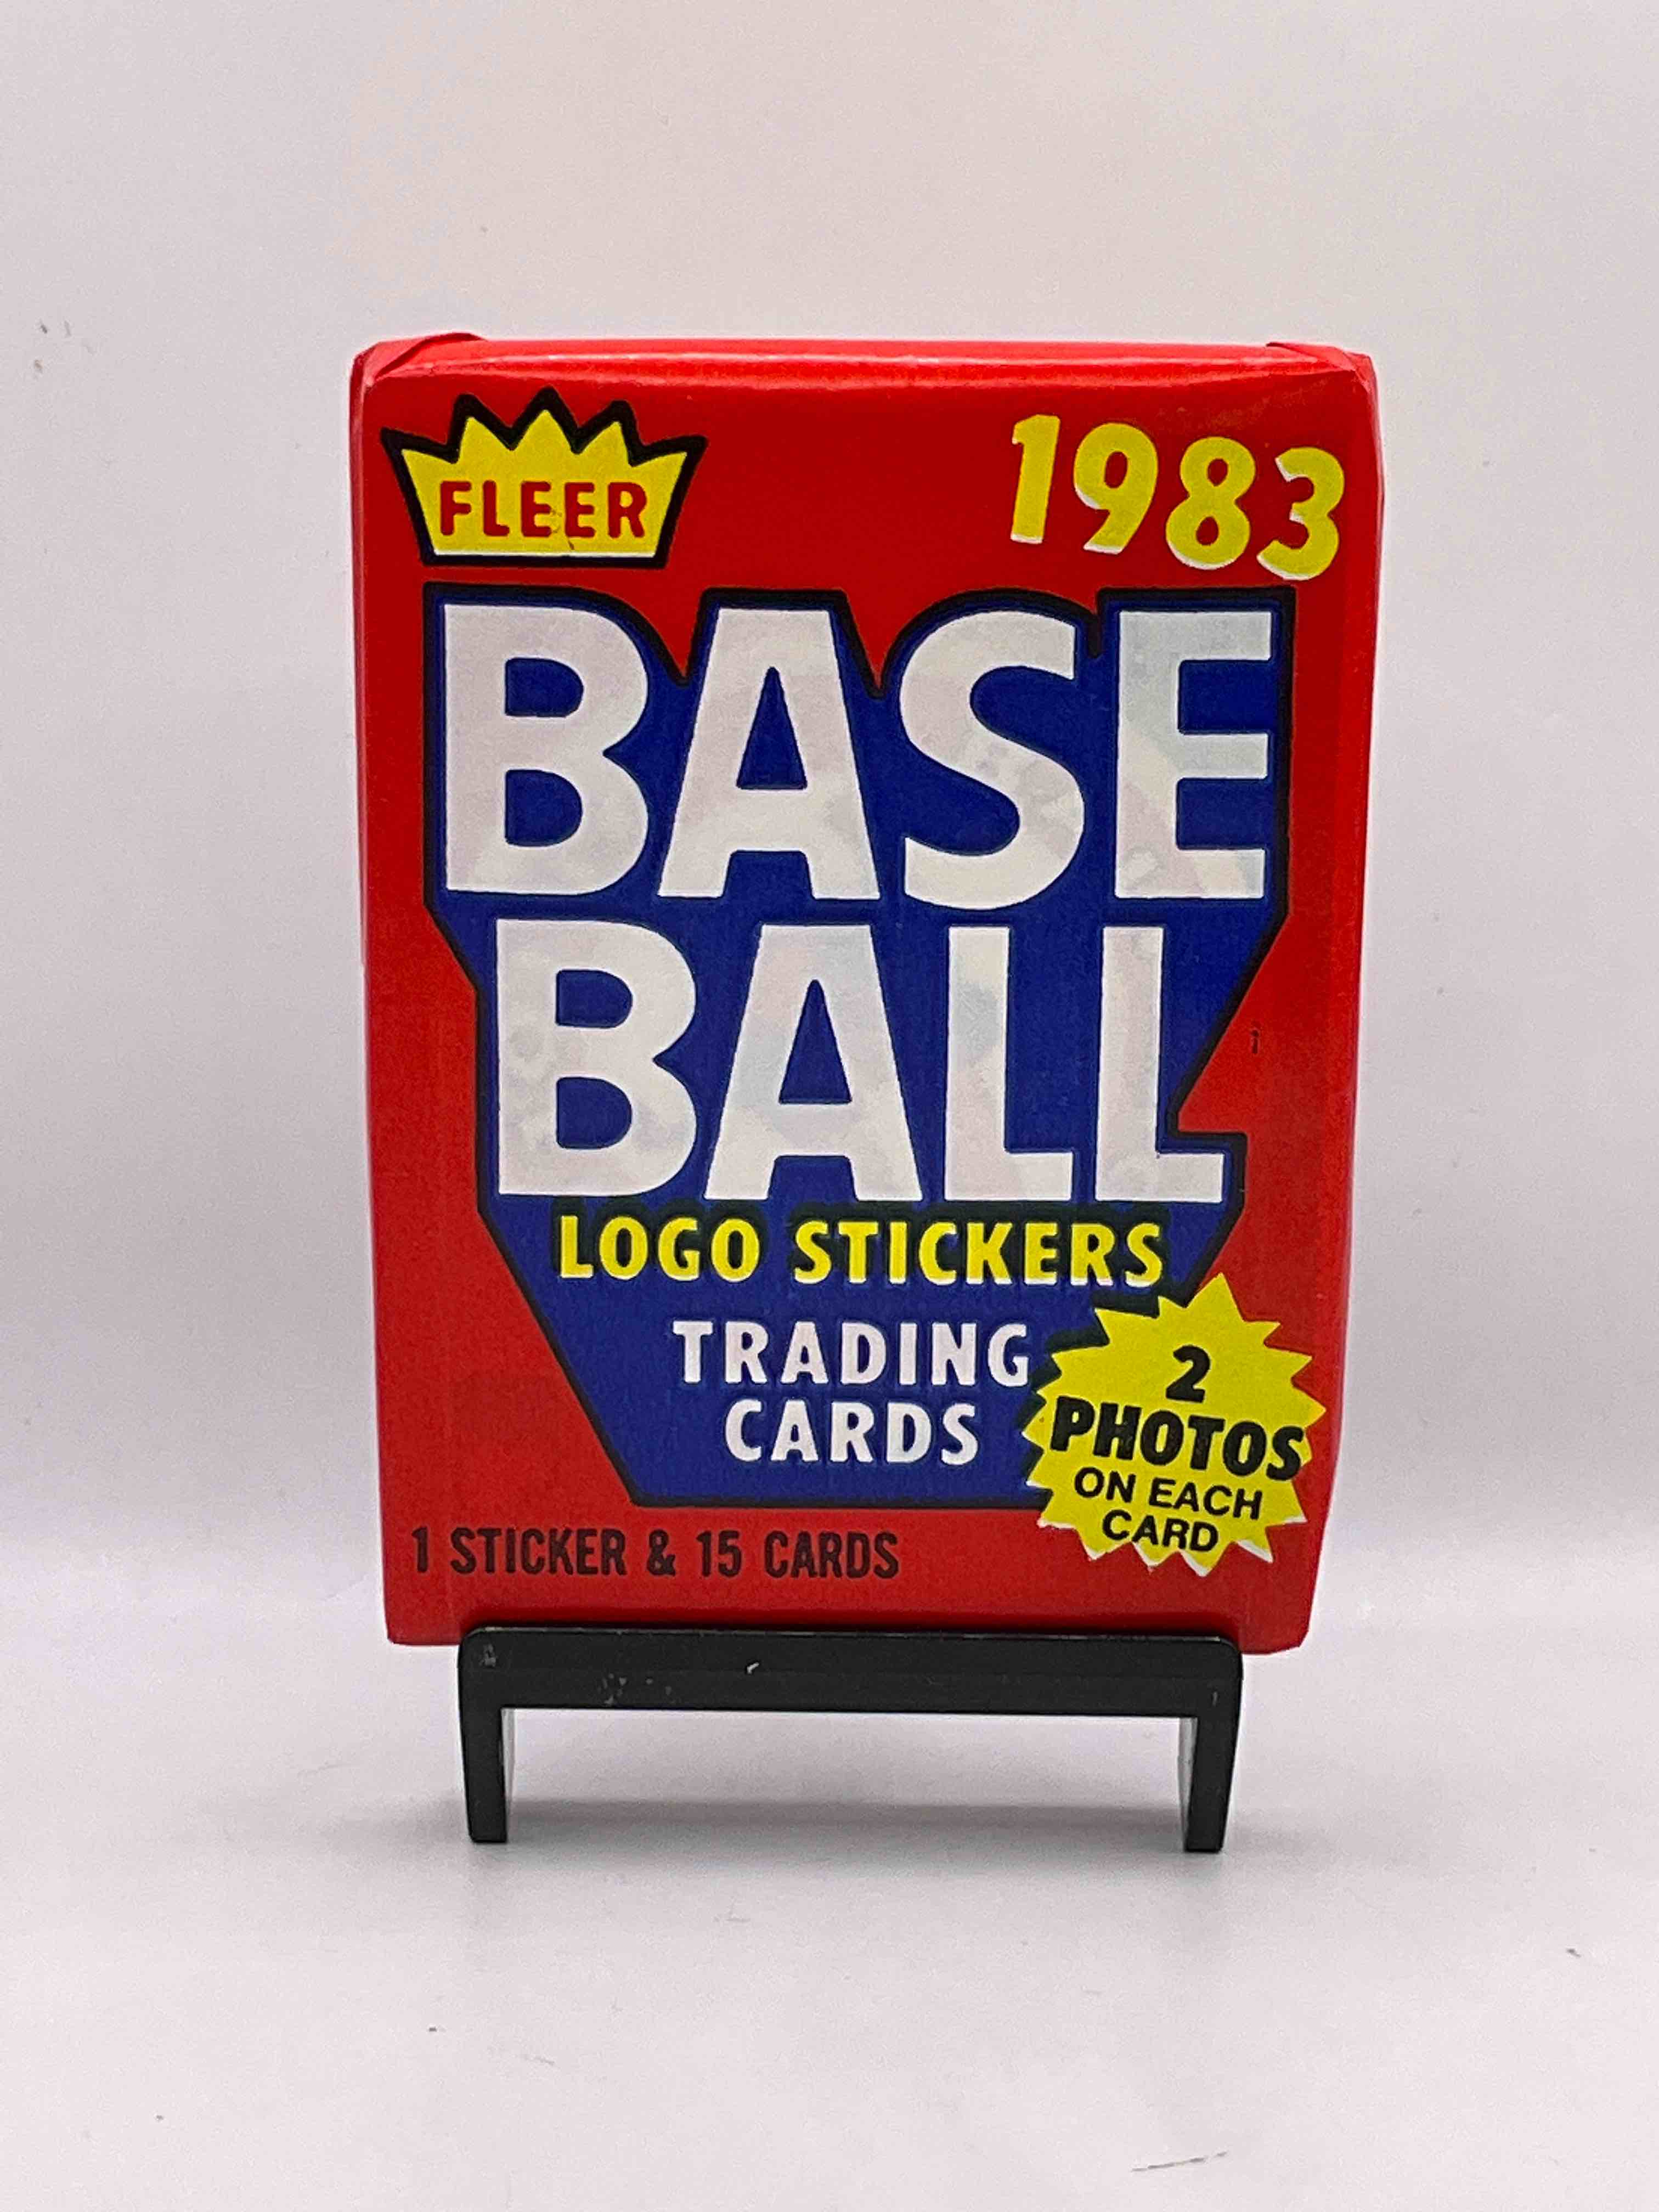 FLEER
1983
BASE
BALL
LOGO STICKERS
TRADING
CARDS
2
PHOTOS
ON EACH
CARD
1 STICKER & 15 CARDS